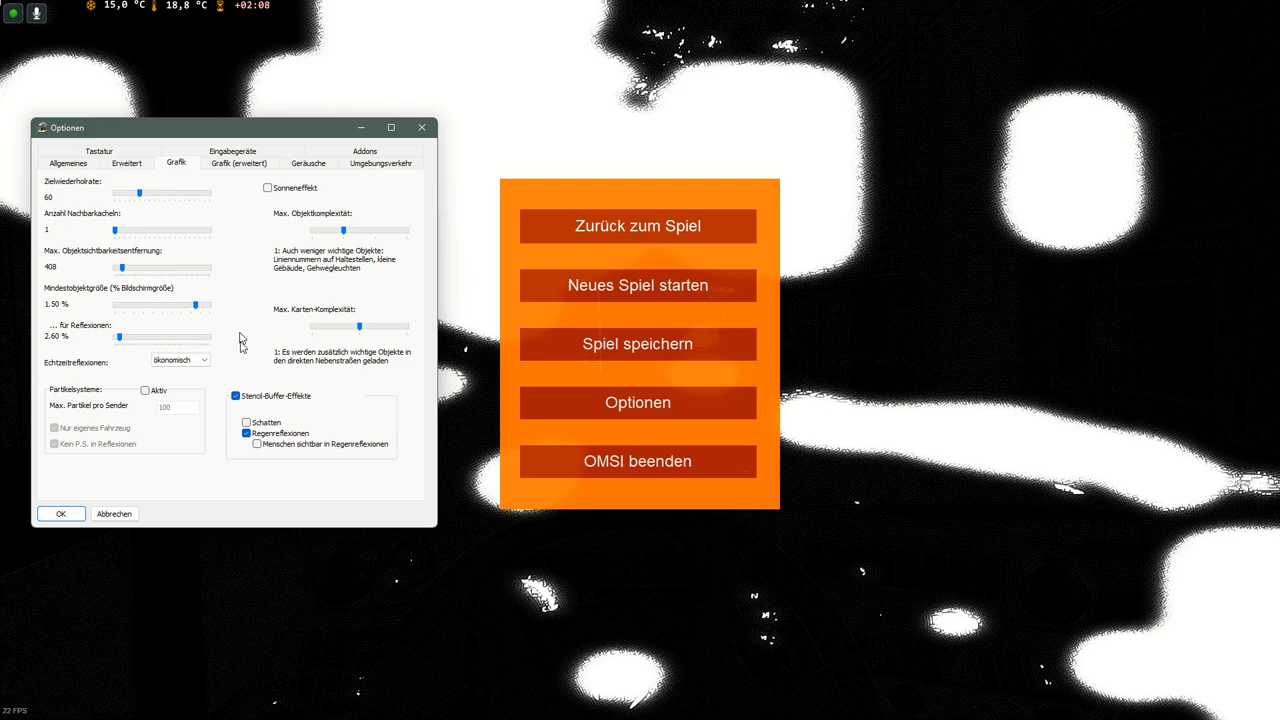 15,0 °C 18,8 °C +02:08
Optionen
Tastatur Eingabegeräte Addons
Allgemeines Erweitert Grafik Grafik (erweitert) Geräusche Umgebungsverkehr
Zielwiederholrate:
60
Anzahl Nachbarkacheln:
1
Max. Objektsichtbarkeitsentfernung:
408
Mindestobjektgröße (% Bildschirmgröße)
1.50 %
... für Reflexionen:
2.60 %
Echtzeitreflexionen: ökonomisch
Partikelsysteme: Aktiv
Max. Partikel pro Sender 100
Nur eigenes Fahrzeug
Kein P.S. in Reflexionen
Sonneneffekt
Max. Objektkomplexität:
1: Auch weniger wichtige Objekte:
Liniennummern auf Haltestellen, kleine
Gebäude, Gehwegleuchten
Max. Karten-Komplexität:
1: Es werden zusätzlich wichtige Objekte in
den direkten Nebenstraßen geladen
Stencil-Buffer-Effekte
Schatten
Regenreflexionen
Menschen sichtbar in Regenreflexionen
OK Abbrechen
Zurück zum Spiel
Neues Spiel starten
Spiel speichern
Optionen
OMSI beenden
22 FPS